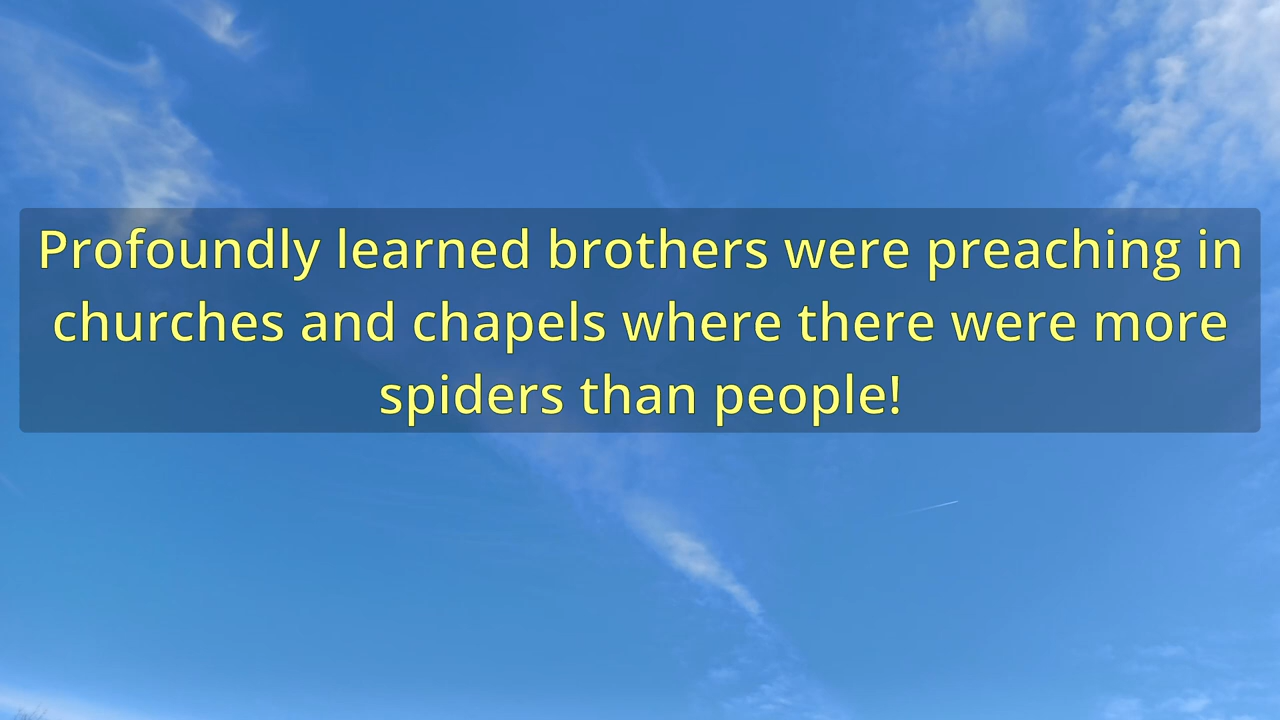 Profoundly learned brothers were preaching in
churches and chapels where there were more
spiders than people!